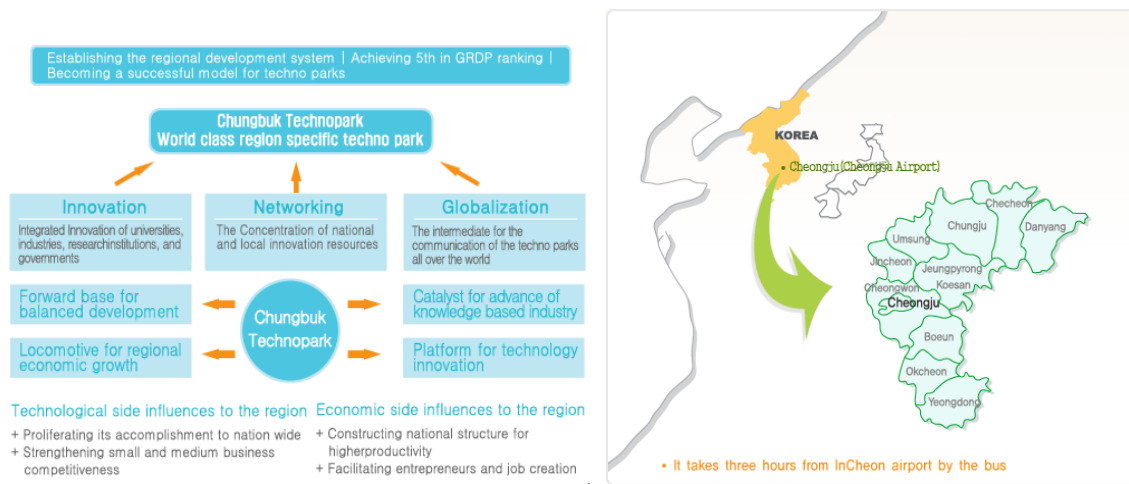 Establishing the regional development system | Achieving 5th in GRDP ranking |
Becoming a successful model for techno parks
Chungbuk Technopark
World class region specific techno park
Innovation
Integrated Innovation of universities,
industries, researchinstitutions, and
governments
Networking
The Concentration of national
and local innovation resources
Globalization
The intermediate for the
communication of the techno parks
all over the world
Forward base for
balanced development
Locomotive for regional
economic growth
Chungbuk
Technopark
Catalyst for advance of
knowledge based industry
Platform for technology
innovation
Technological side influences to the region
+ Proliferating its accomplishment to nation wide
+ Strengthening small and medium business
competitiveness
Economic side influences to the region
+ Constructing national structure for
higherproductivity
+ Facilitating entrepreneurs and job creation
KOREA
Cheongju(Cheongju Airport)
Checheon
Chungju
Danyang
Umsung
Jincheon
Jeungpyrong
Cheongwon
Koesan
Cheongju
Boeun
Okcheon
Yeongdong
• It takes three hours from InCheon airport by the bus